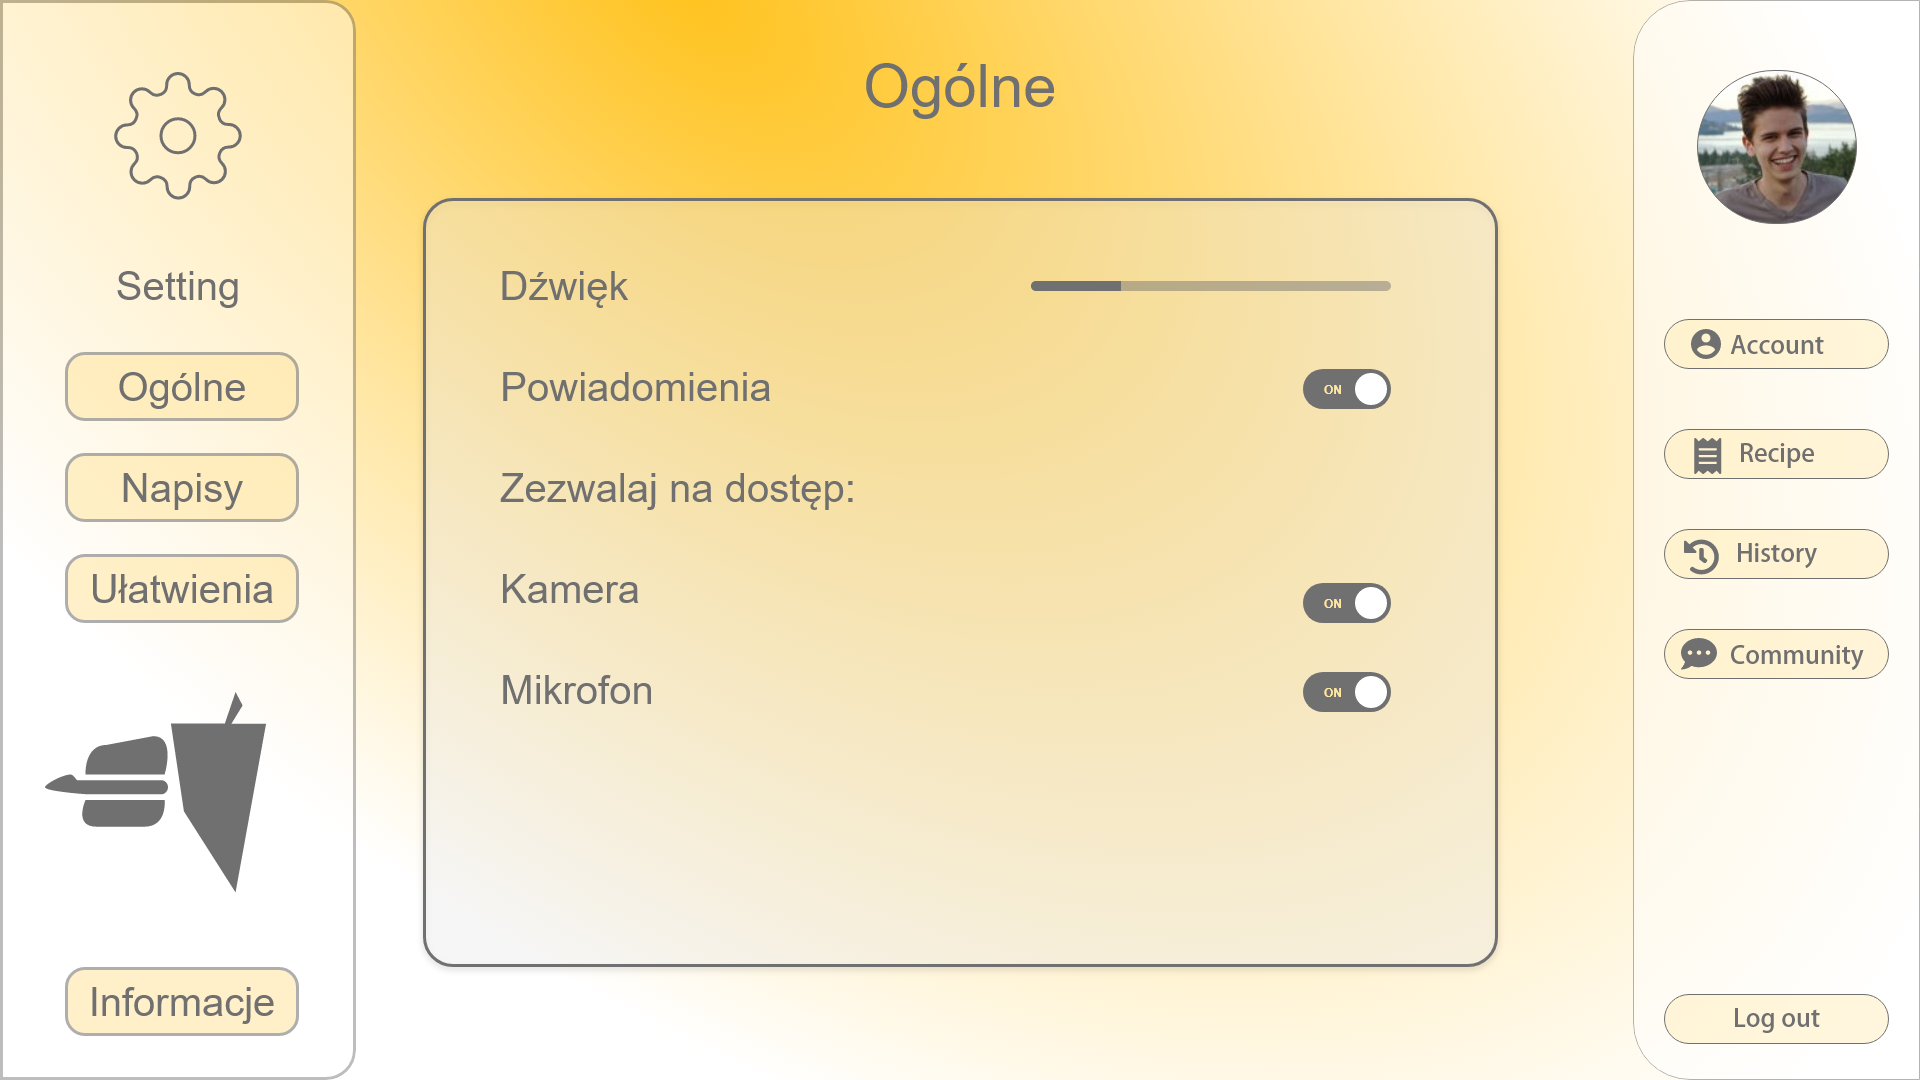 Setting
Ogólne
Napisy
Ułatwienia
Informacje
Ogólne
Dźwięk
Powiadomienia
ON
Zezwalaj na dostęp:
Kamera
ON
Mikrofon
ON
Account
Recipe
History
Community
Log out